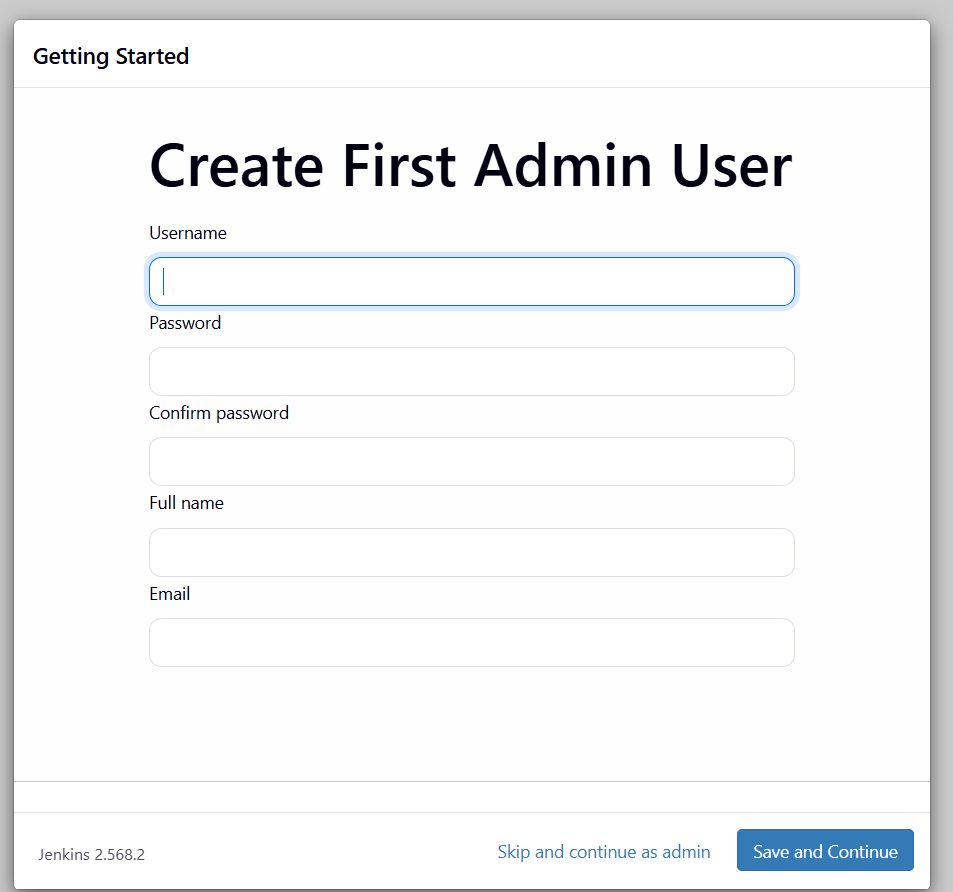 Getting Started
Create First Admin User
Username
Password
Confirm password
Full name
Email
Jenkins 2.568.2
Skip and continue as admin
Save and Continue